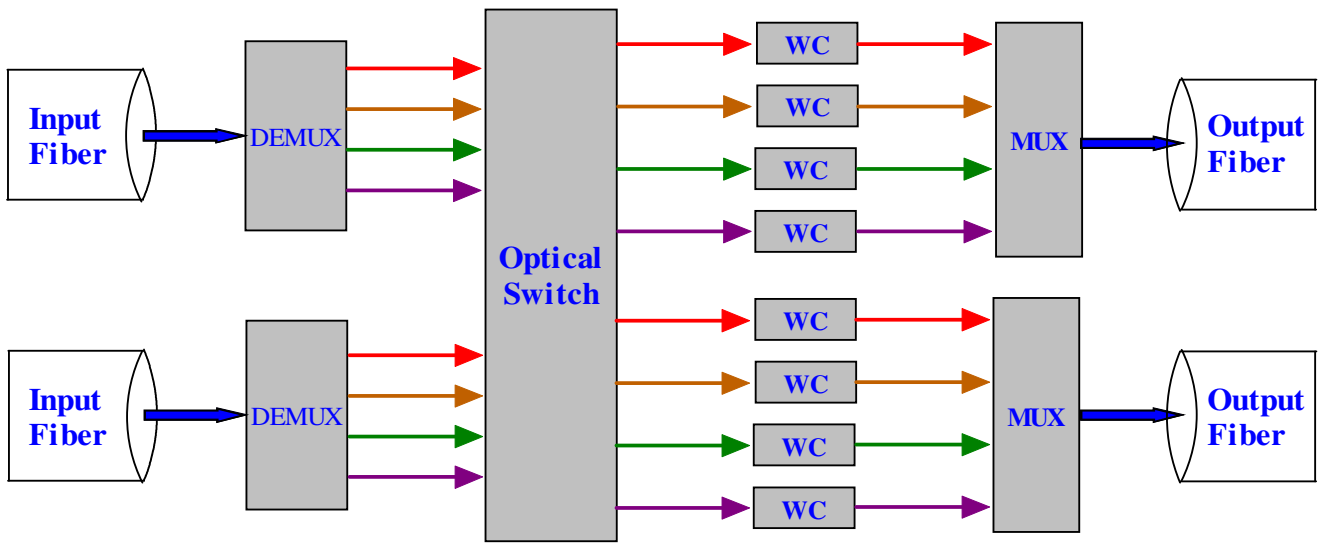 Input
Fiber
DEMUX
Optical
Switch
WC
WC
WC
WC
MUX
Output
Fiber
Input
Fiber
DEMUX
WC
WC
WC
WC
MUX
Output
Fiber